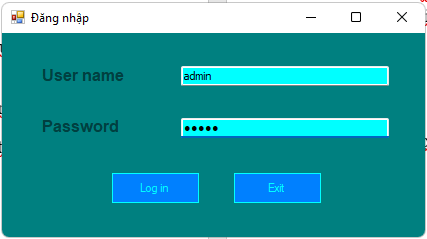 Đăng nhập
User name
admin
Password
●●●●●
Log in
Exit